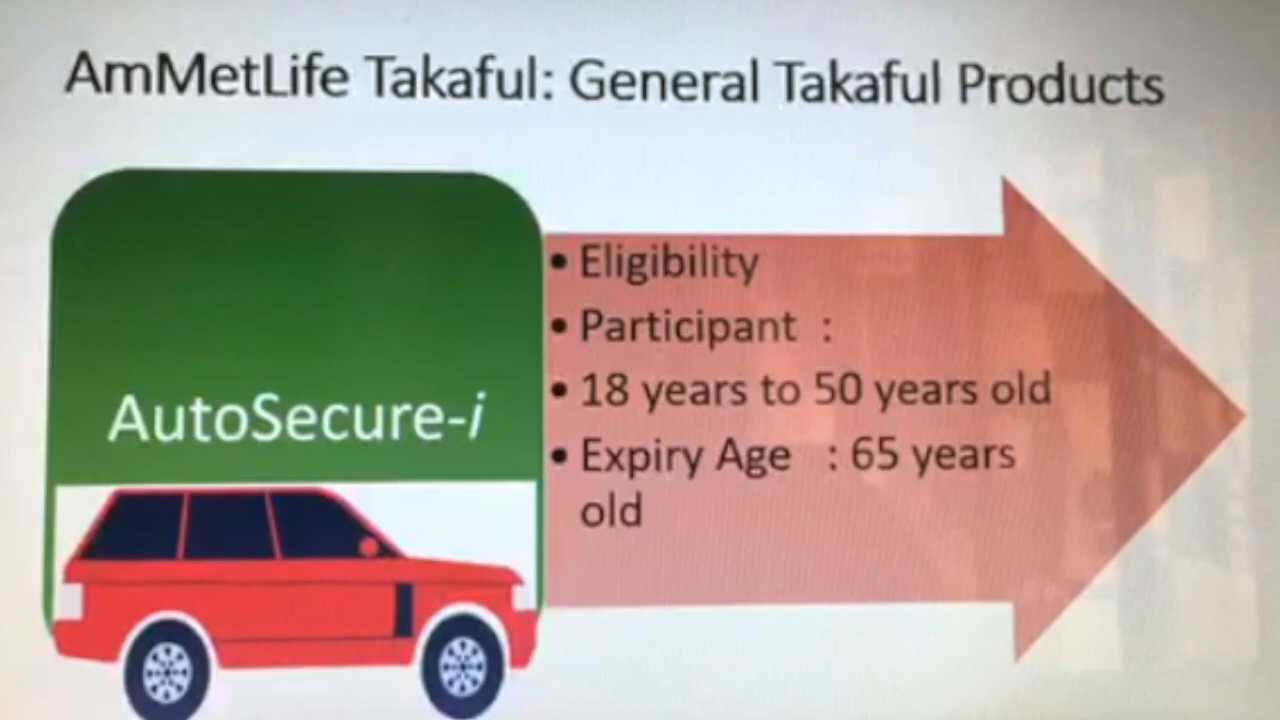 AmMetLife Takaful: General Takaful Products
AutoSecure-i
• Eligibility
• Participant :
• 18 years to 50 years old
• Expiry Age : 65 years
old